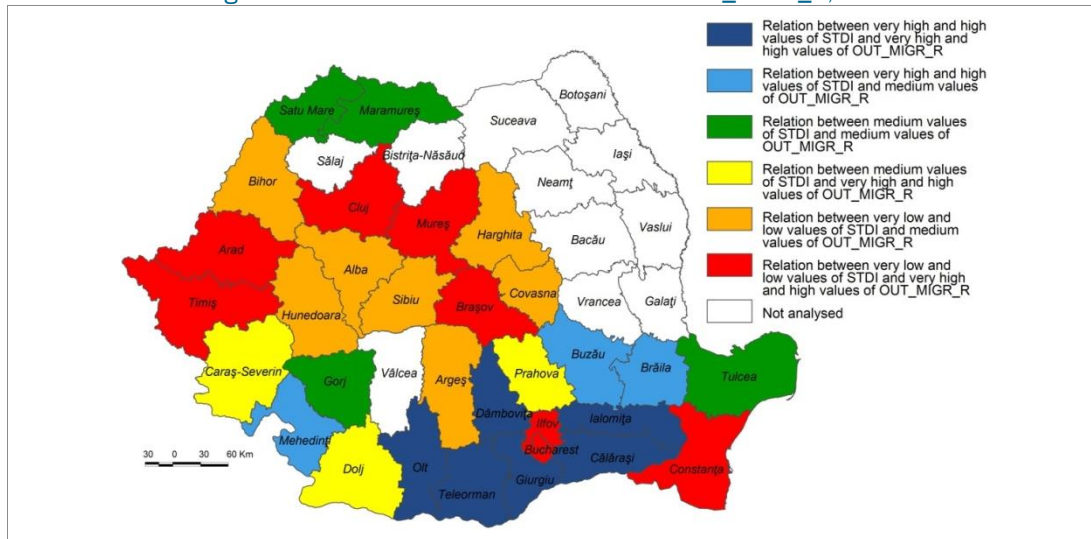 Relation between very high and high
values of STDI and very high and
high values of OUT_MIGR_R
Relation between very high and high
values of STDI and medium values
of OUT_MIGR_R
Relation between medium values
of STDI and medium values of
OUT_MIGR_R
Relation between medium values
of STDI and very high and high
values of OUT_MIGR_R
Relation between very low and
low values of STDI and medium
values of OUT_MIGR_R
Relation between very low and
low values of STDI and very high
and high values of OUT_MIGR_R
Not analysed
Botoşani
Suceava
Satu Mare
Maramureş
Iaşi
Sălaj
Bistriţa-Năsăud
Neamţ
Bihor
Cluj
Mureş
Harghita
Bacău
Vaslui
Arad
Alba
Timiş
Hunedoara
Sibiu
Braşov
Covasna
Vrancea
Galaţi
Caraş-Severin
Gorj
Vâlcea
Argeş
Prahova
Buzău
Brăila
Tulcea
Dâmboviţa
Ilfov
Ialomiţa
Mehedinţi
Bucharest
Călăraşi
Dolj
Olt
Teleorman
Giurgiu
Constanţa
30 0 30 60 Km